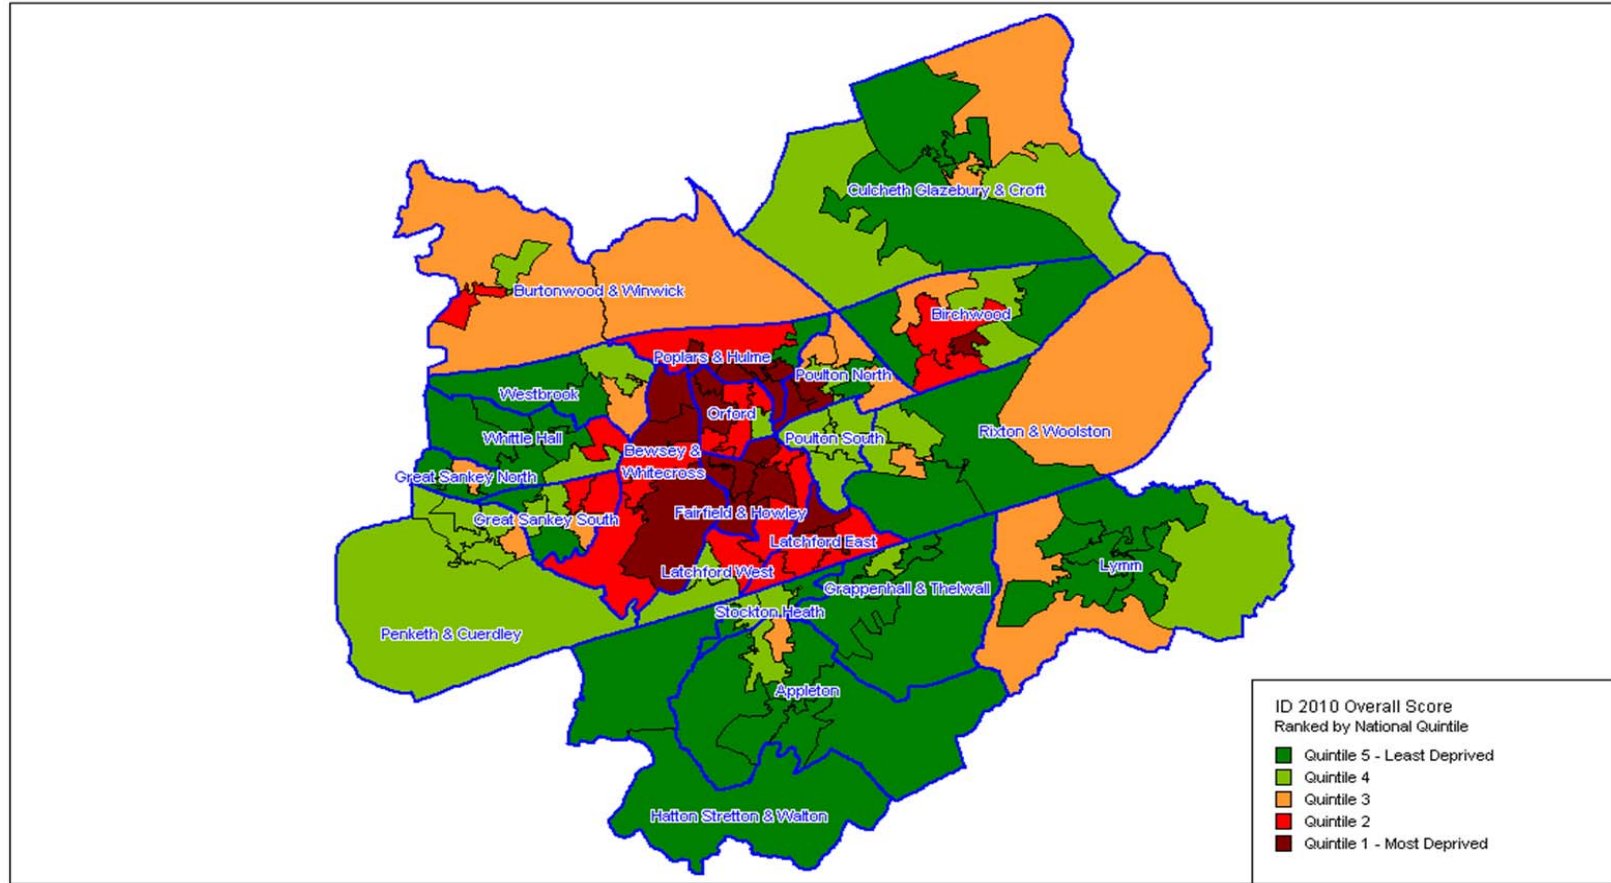 Culcheth Glazebury & Croft
Burtonwood & Winwick
Birchwood
Poplars & Hulme
Poulton North
Westbrook
Orford
Rixton & Woolston
Whittle Hall
Poulton South
Bewsey &
Whitecross
Great Sankey North
Great Sankey South
Fairfield & Howley
Latchford East
Lymm
Latchford West
Grappenhall & Thelwall
Stockton Heath
Penketh & Cuerdley
Appleton
Hatton Stretton & Walton
ID 2010 Overall Score
Ranked by National Quintile
Quintile 5 - Least Deprived
Quintile 4
Quintile 3
Quintile 2
Quintile 1 - Most Deprived